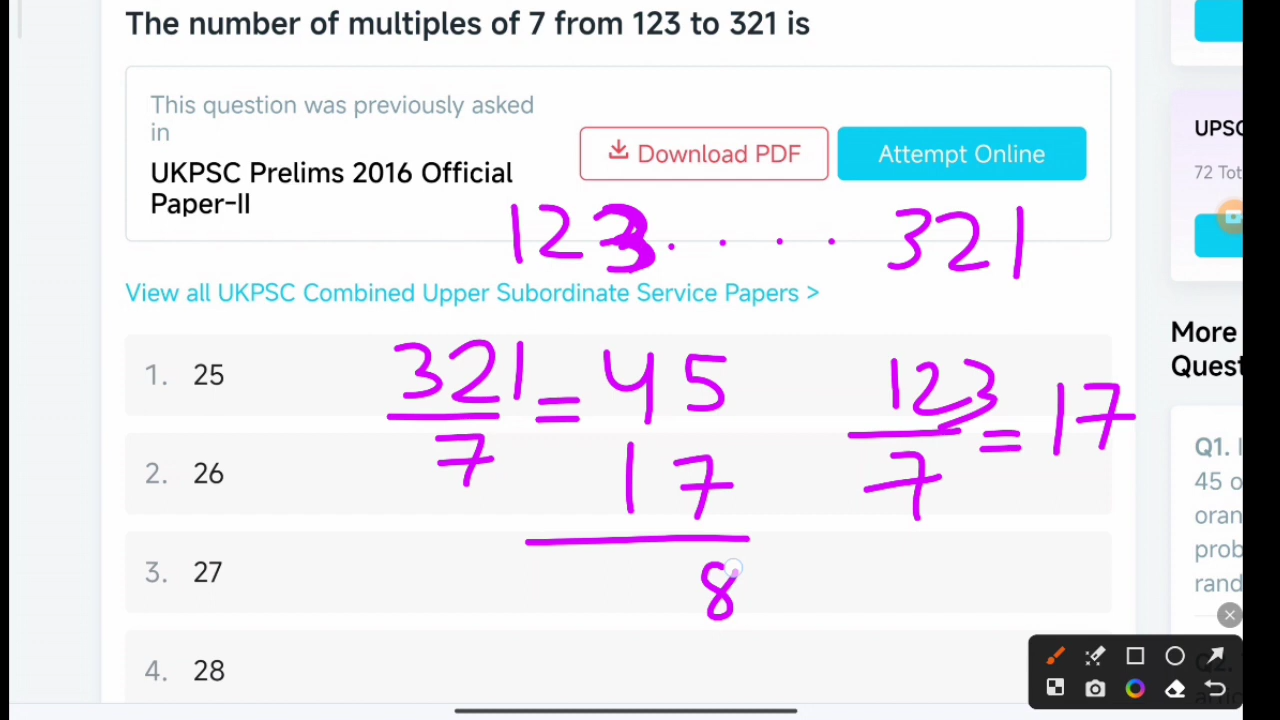 The number of multiples of 7 from 123 to 321 is
This question was previously asked
in
UKPSC Prelims 2016 Official
Paper-II
Download PDF
Attempt Online
123 . . . . 321
View all UKPSC Combined Upper Subordinate Service Papers >
1. 25
2. 26
3. 27
4. 28
321
7
= 45
17
8
123
7
= 17
UPSC
72 Tot
More
Quest
Q1.
45 o
oran
prob
rand
Q2.